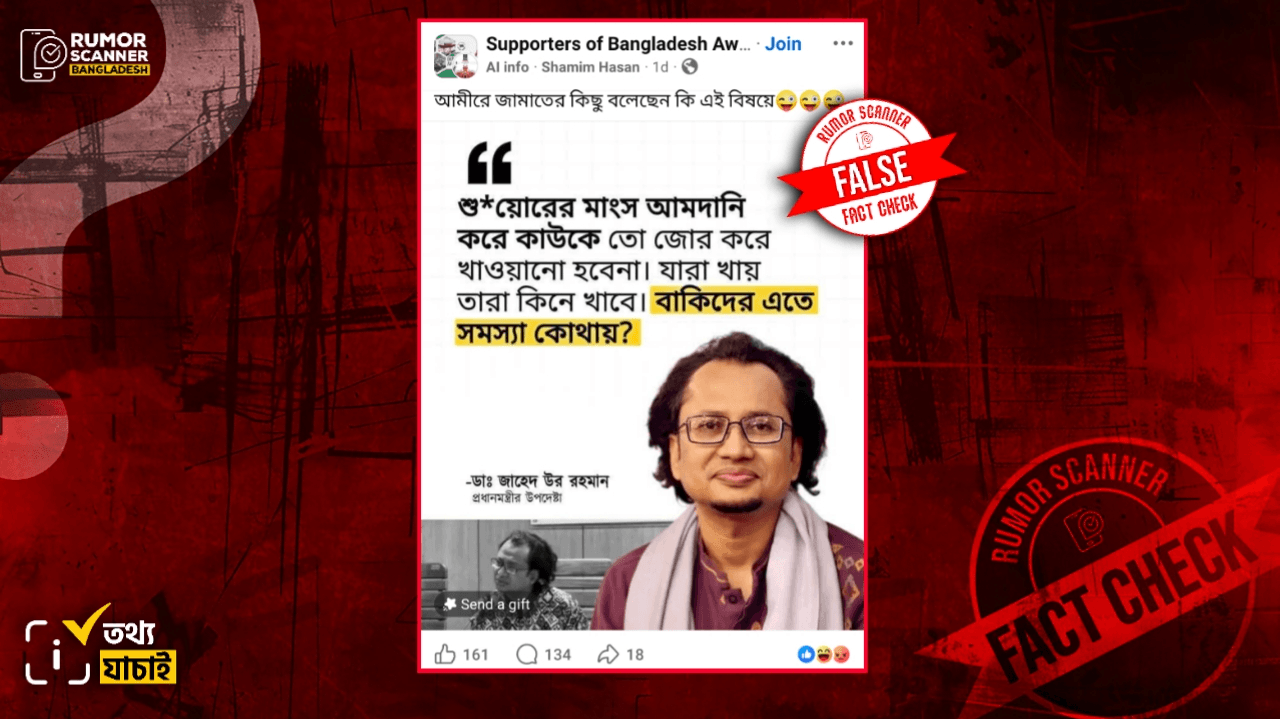 RUMOR
SCANNER
BANGLADESH
Supporters of Bangladesh Aw... · Join
AI info · Shamim Hasan · 1d ·
আমীরে জামাতের কিছু বলেছেন কি এই বিষয়ে😜😜😜
“
শু*য়োরের মাংস আমদানি
করে কাউকে তো জোর করে
খাওয়ানো হবেনা। যারা খায়
তারা কিনে খাবে। বাকিদের এতে
সমস্যা কোথায়?
-ডাঃ জাহেদ উর রহমান
প্রধানমন্ত্রীর উপদেষ্টা
Send a gift
161 134 18
RUMOR SCANNER
FALSE
FACT CHECK
RUMOR SCANNER
FACT CHECK
তথ্য
যাচাই